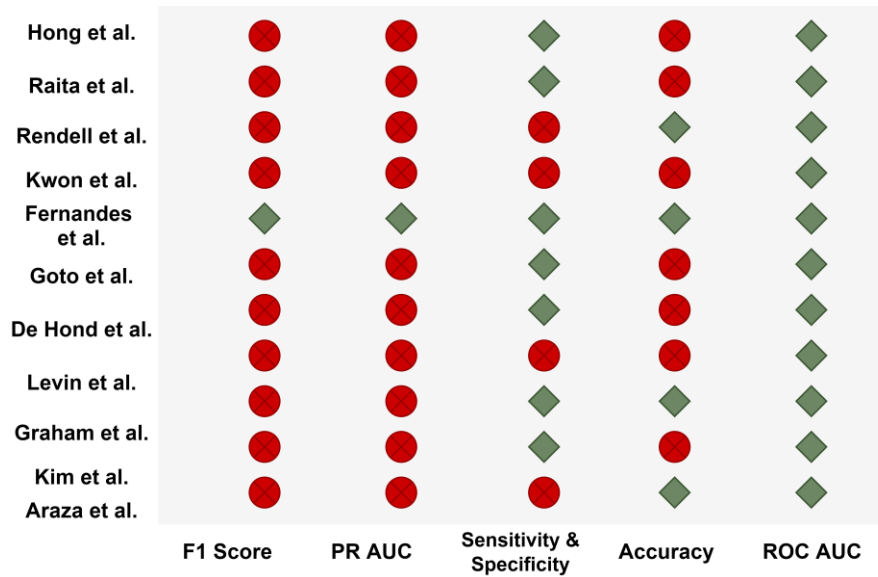 Hong et al.
Raita et al.
Rendell et al.
Kwon et al.
Fernandes
et al.
Goto et al.
De Hond et al.
Levin et al.
Graham et al.
Kim et al.
Araza et al.
F1 Score
PR AUC
Sensitivity &
Specificity
Accuracy
ROC AUC